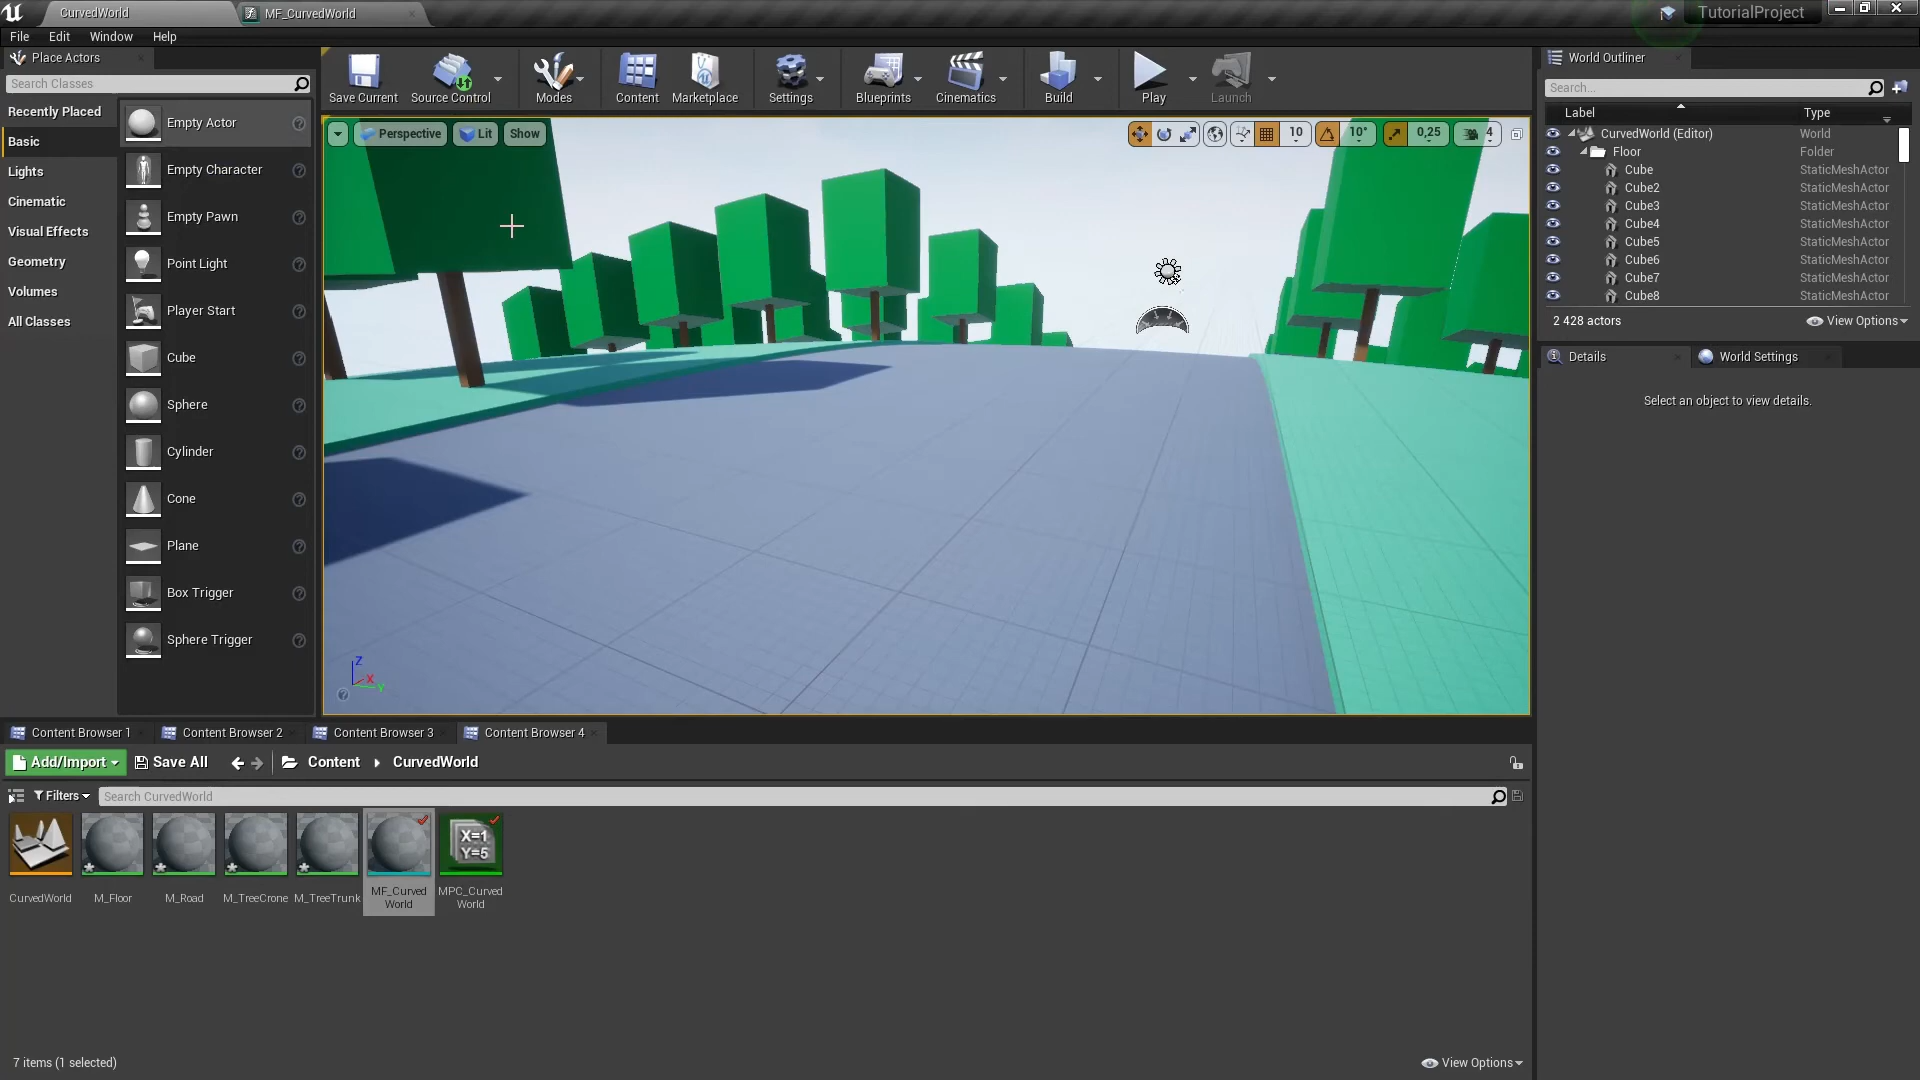 CurvedWorld
MF_CurvedWorld
TutorialProject
File Edit Window Help
Place Actors
Search Classes
Recently Placed
Basic
Lights
Cinematic
Visual Effects
Geometry
Volumes
All Classes
Empty Actor
Empty Character
Empty Pawn
Point Light
Player Start
Cube
Sphere
Cylinder
Cone
Plane
Box Trigger
Sphere Trigger
Save Current
Source Control
Modes
Content
Marketplace
Settings
Blueprints
Cinematics
Build
Play
Launch
Perspective
Lit
Show
10
10°
0,25
4
Z
X
Y
World Outliner
Search...
Label Type
CurvedWorld (Editor) World
Floor Folder
Cube StaticMeshActor
Cube2 StaticMeshActor
Cube3 StaticMeshActor
Cube4 StaticMeshActor
Cube5 StaticMeshActor
Cube6 StaticMeshActor
Cube7 StaticMeshActor
Cube8 StaticMeshActor
2 428 actors
View Options
Details
World Settings
Select an object to view details.
Content Browser 1
Content Browser 2
Content Browser 3
Content Browser 4
Add/Import
Save All
Content
CurvedWorld
Filters
Search CurvedWorld
X=1
Y=5
CurvedWorld
M_Floor
M_Road
M_TreeCrone
M_TreeTrunk
MF_Curved
World
MPC_Curved
World
7 items (1 selected)
View Options